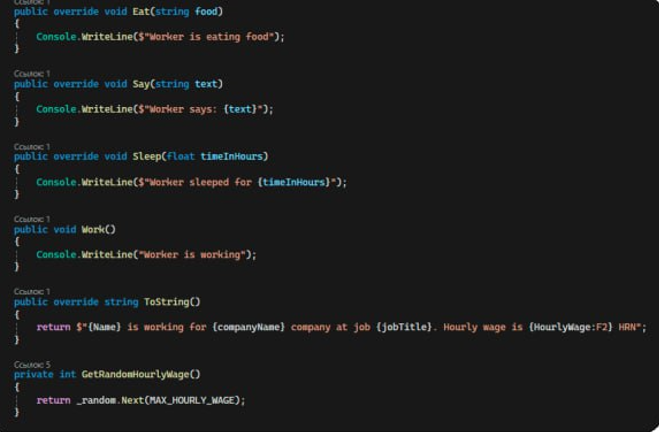 Ссылок: 1
public override void Eat(string food)
{
Console.WriteLine($"Worker is eating food");
}
Ссылок: 1
public override void Say(string text)
{
Console.WriteLine($"Worker says: {text}");
}
Ссылок: 1
public override void Sleep(float timeInHours)
{
Console.WriteLine($"Worker sleeped for {timeInHours}");
}
Ссылок: 1
public void Work()
{
Console.WriteLine("Worker is working");
}
Ссылок: 1
public override string ToString()
{
return $"{Name} is working for {companyName} company at job {jobTitle}. Hourly wage is {HourlyWage:F2} HRN";
}
Ссылок: 5
private int GetRandomHourlyWage()
{
return _random.Next(MAX_HOURLY_WAGE);
}